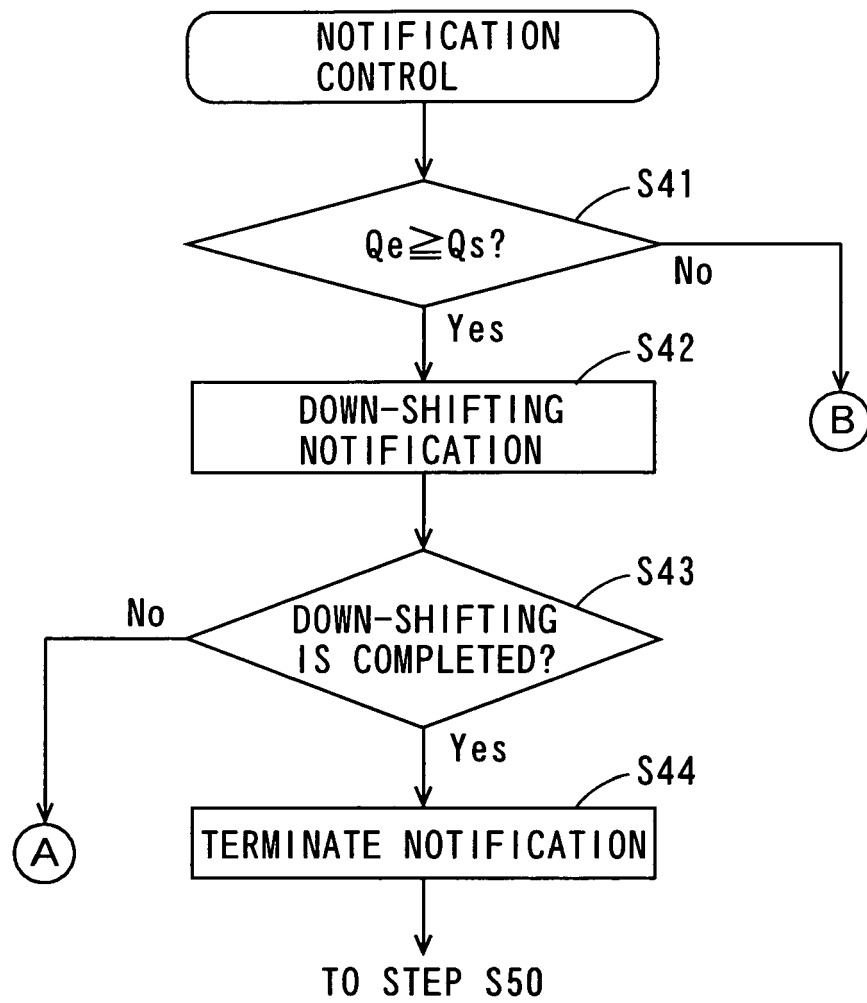 NOTIFICATION
CONTROL
S41
Qe≧Qs?
No
Yes
S42
DOWN-SHIFTING
NOTIFICATION
B
S43
No
DOWN-SHIFTING
IS COMPLETED?
Yes
S44
A
TERMINATE NOTIFICATION
TO STEP S50